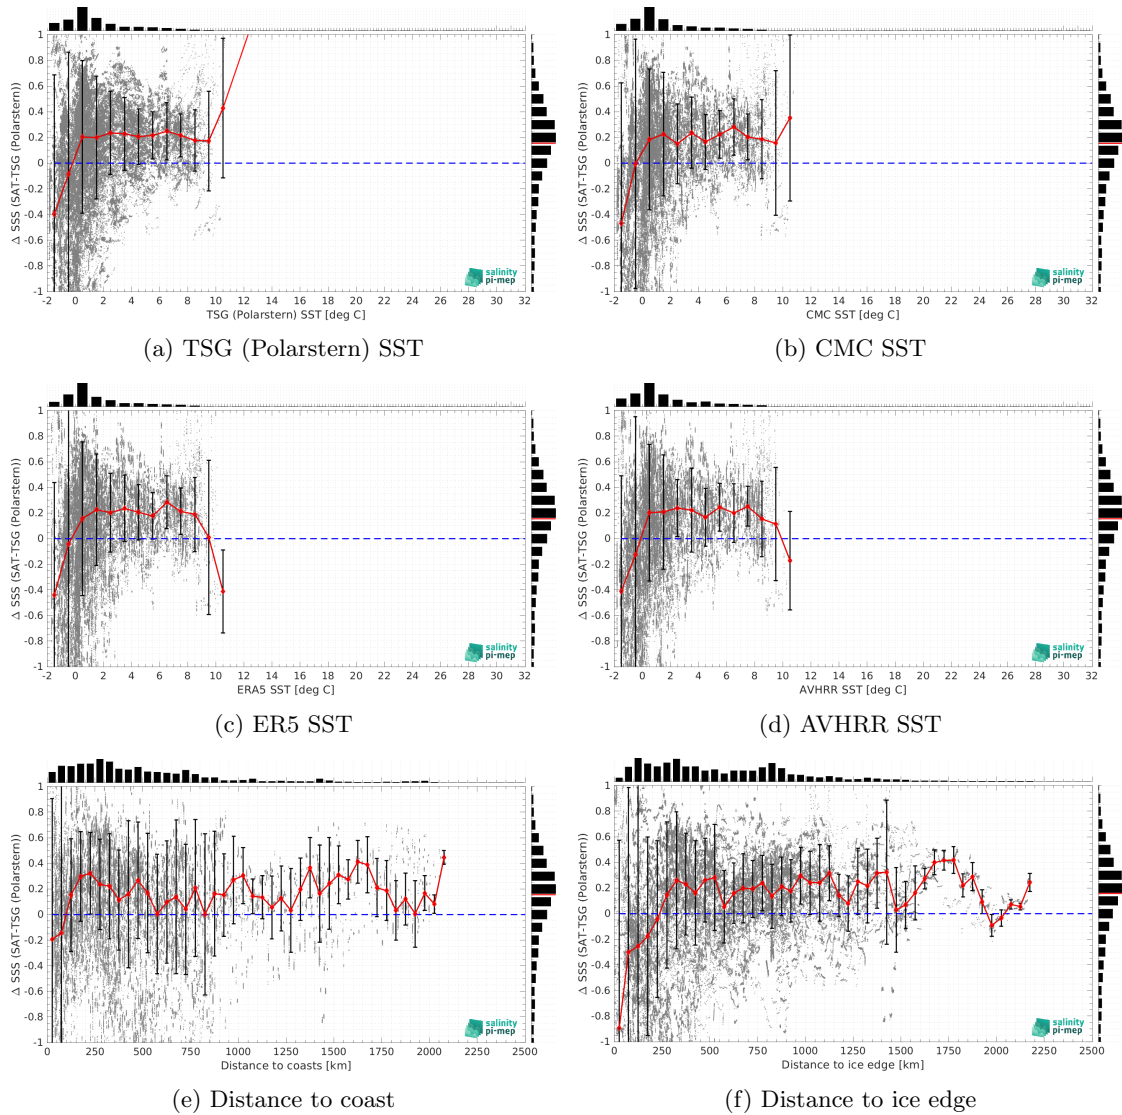 1
0.8
0.6
0.4
0.2
0
-0.2
-0.4
-0.6
-0.8
-1
Δ SSS (SAT-TSG (Polarstern))
salinity
pi-mep
-2 0 2 4 6 8 10 12 14 16 18 20 22 24 26 28 30 32
TSG (Polarstern) SST [deg C]
(a) TSG (Polarstern) SST
1
0.8
0.6
0.4
0.2
0
-0.2
-0.4
-0.6
-0.8
-1
Δ SSS (SAT-TSG (Polarstern))
salinity
pi-mep
-2 0 2 4 6 8 10 12 14 16 18 20 22 24 26 28 30 32
CMC SST [deg C]
(b) CMC SST
1
0.8
0.6
0.4
0.2
0
-0.2
-0.4
-0.6
-0.8
-1
Δ SSS (SAT-TSG (Polarstern))
salinity
pi-mep
-2 0 2 4 6 8 10 12 14 16 18 20 22 24 26 28 30 32
ERA5 SST [deg C]
(c) ER5 SST
1
0.8
0.6
0.4
0.2
0
-0.2
-0.4
-0.6
-0.8
-1
Δ SSS (SAT-TSG (Polarstern))
salinity
pi-mep
-2 0 2 4 6 8 10 12 14 16 18 20 22 24 26 28 30 32
AVHRR SST [deg C]
(d) AVHRR SST
1
0.8
0.6
0.4
0.2
0
-0.2
-0.4
-0.6
-0.8
-1
Δ SSS (SAT-TSG (Polarstern))
salinity
pi-mep
0 250 500 750 1000 1250 1500 1750 2000 2250 2500
Distance to coasts [km]
(e) Distance to coast
1
0.8
0.6
0.4
0.2
0
-0.2
-0.4
-0.6
-0.8
-1
Δ SSS (SAT-TSG (Polarstern))
salinity
pi-mep
0 250 500 750 1000 1250 1500 1750 2000 2250 2500
Distance to ice edge [km]
(f) Distance to ice edge